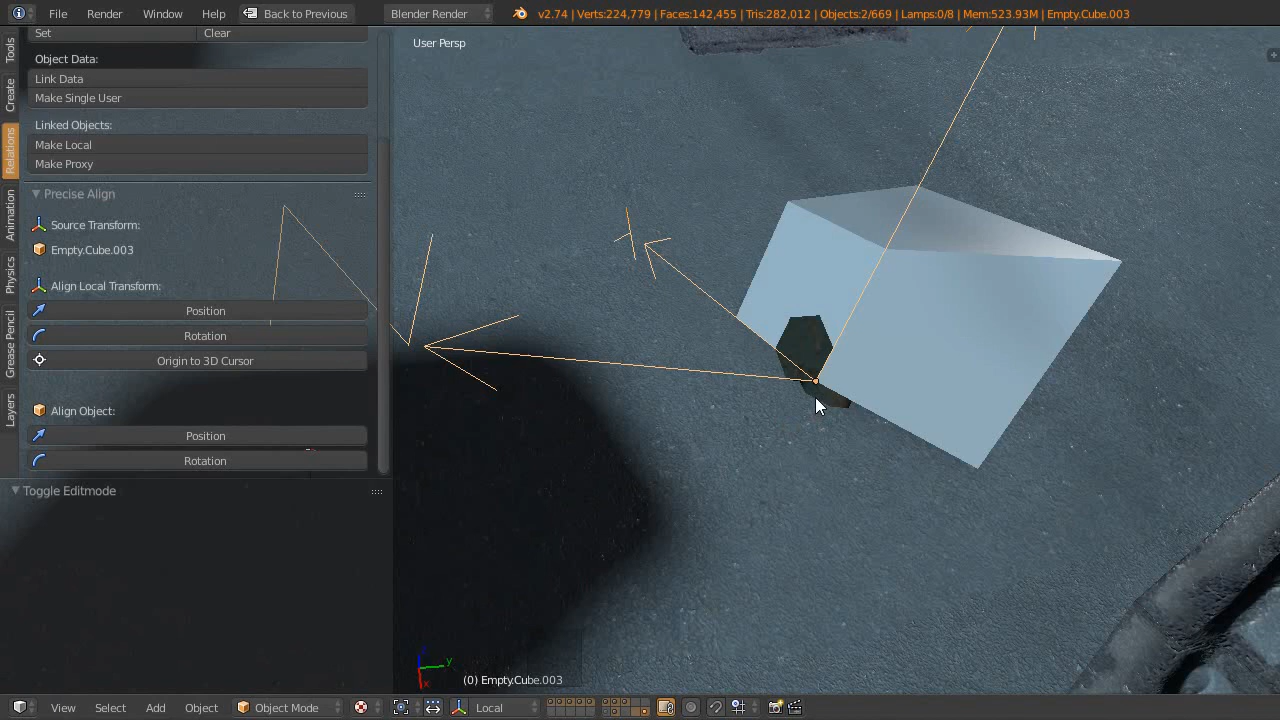 File Render Window Help Back to Previous Blender Render v2.74 | Verts:224,779 | Faces:142,455 | Tris:282,012 | Objects:2/669 | Lamps:0/8 | Mem:523.93M | Empty.Cube.003
Tools
Create
Relations
Animation
Physics
Grease Pencil
Layers
Set Clear
Object Data:
Link Data
Make Single User
Linked Objects:
Make Local
Make Proxy
Precise Align
Source Transform:
Empty.Cube.003
Align Local Transform:
Position
Rotation
Origin to 3D Cursor
Align Object:
Position
Rotation
Toggle Editmode
User Persp
z
y
x
(0) Empty.Cube.003
View Select Add Object Object Mode Local